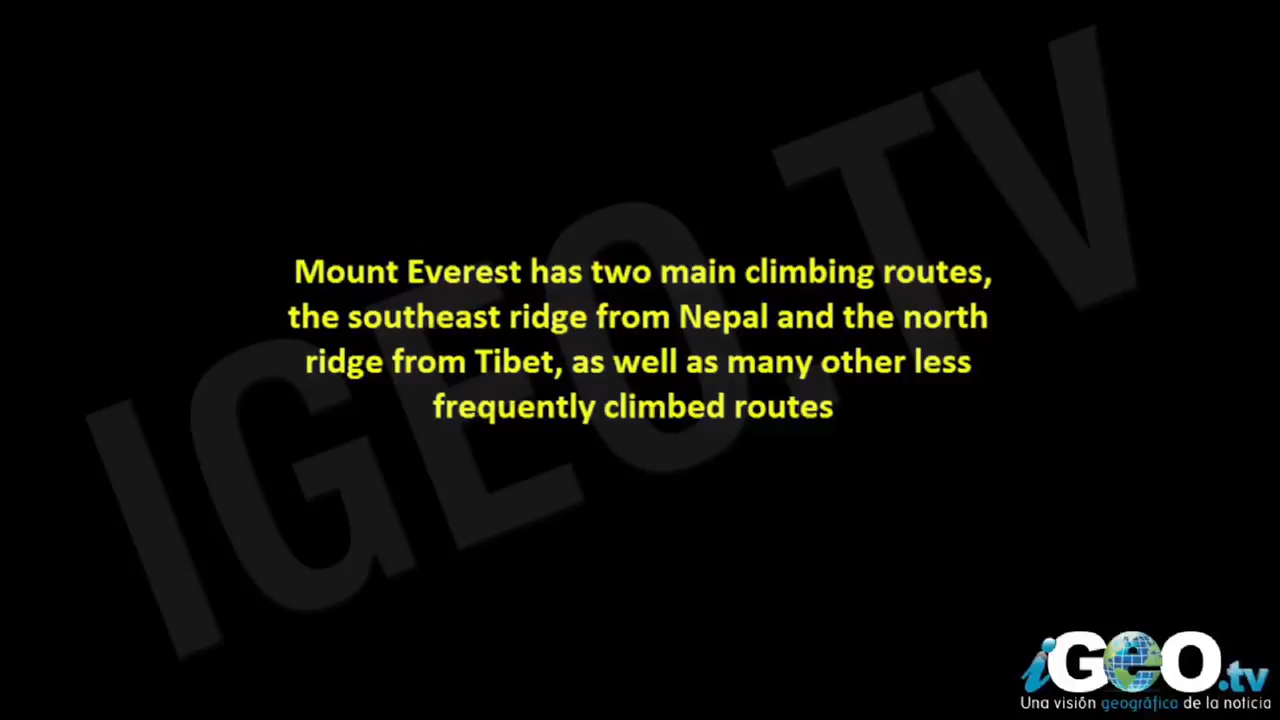 IGEO.TV
Mount Everest has two main climbing routes,
the southeast ridge from Nepal and the north
ridge from Tibet, as well as many other less
frequently climbed routes
iGeO.tv
Una visión geográfica de la noticia